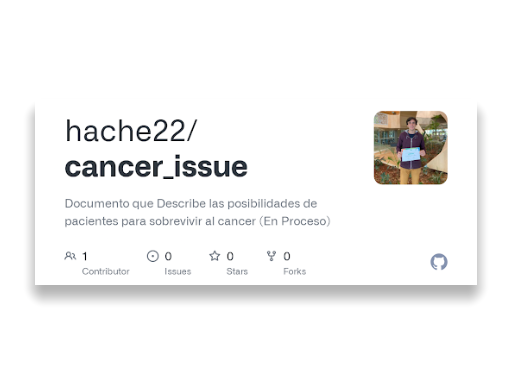 hache22/
cancer_issue
Documento que Describe las posibilidades de
pacientes para sobrevivir al cancer (En Proceso)
1 0 0 0
Contributor Issues Stars Forks